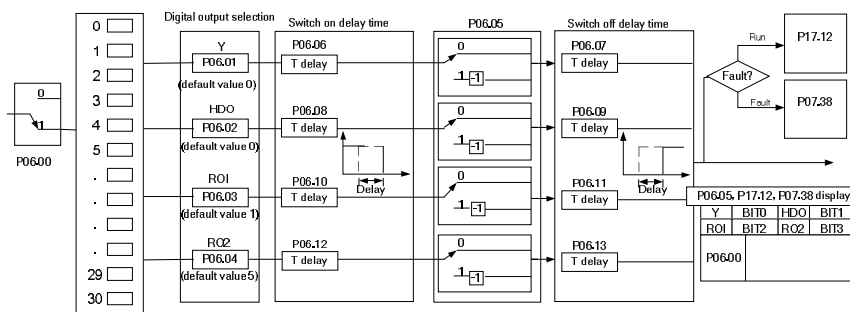 0
1
P06.00
0
1
2
3
4
5
.
.
.
.
29
30
Digital output selection
Y
P06.01
(default value 0)
HDO
P06.02
(default value 0)
RO1
P06.03
(default value 1)
RO2
P06.04
(default value 5)
Switch on delay time
P06.06
T delay
P06.08
T delay
Delay
P06.10
T delay
P06.12
T delay
P06.05
0
1 -1
0
1 -1
0
1 -1
0
1 -1
Switch off delay time
P06.07
T delay
P06.09
T delay
Delay
P06.11
T delay
P06.13
T delay
Fault?
Run
P17.12
Fault
P07.38
P06.05, P17.12, P07.38 display
Y BIT0 HDO BIT1
RO1 BIT2 RO2 BIT3
P06.00